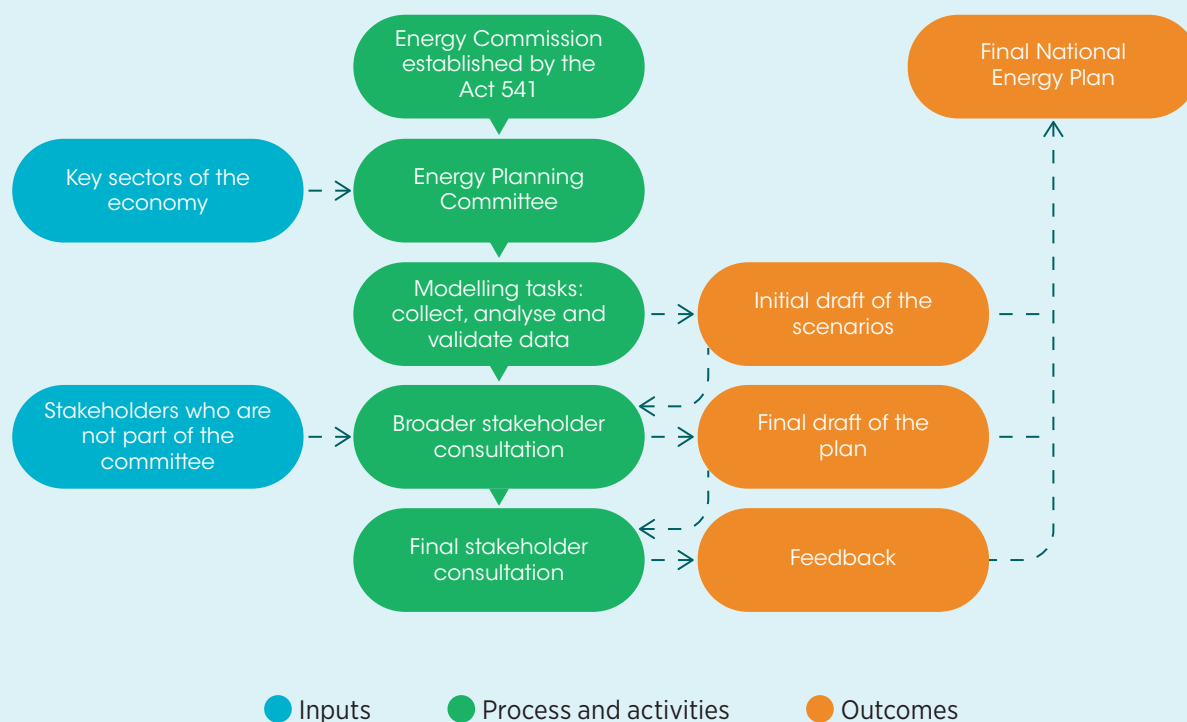 Energy Commission
established by the
Act 541
Final National
Energy Plan
Key sectors of the
economy
Energy Planning
Committee
Modelling tasks:
collect, analyse and
validate data
Initial draft of the
scenarios
Stakeholders who are
not part of the
committee
Broader stakeholder
consultation
Final draft of the
plan
Final stakeholder
consultation
Feedback
Inputs
Process and activities
Outcomes